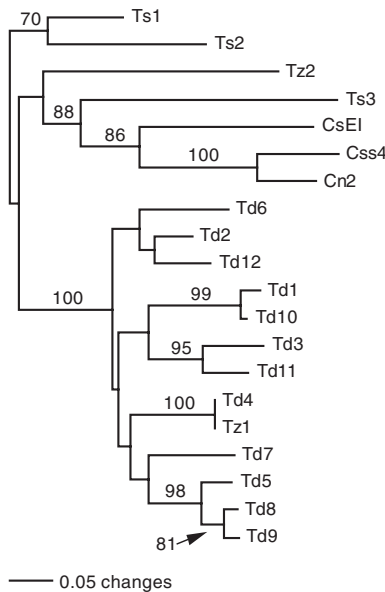 70
Ts1
Ts2
Tz2
88
Ts3
86
CsEI
100
Css4
Cn2
Td6
Td2
Td12
100
99
Td1
Td10
95
Td3
Td11
100
Td4
Tz1
Td7
98
Td5
Td8
81
Td9
0.05 changes